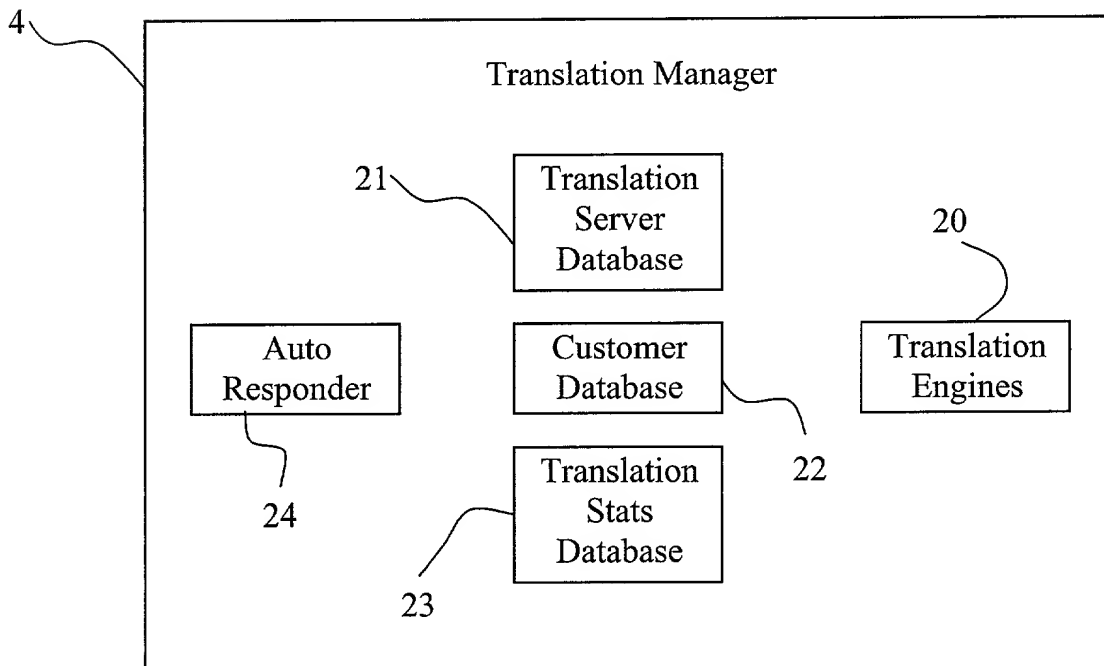 4
Translation Manager
21
Translation
Server
Database
20
Auto
Responder
Customer
Database
Translation
Engines
24
22
Translation
Stats
Database
23